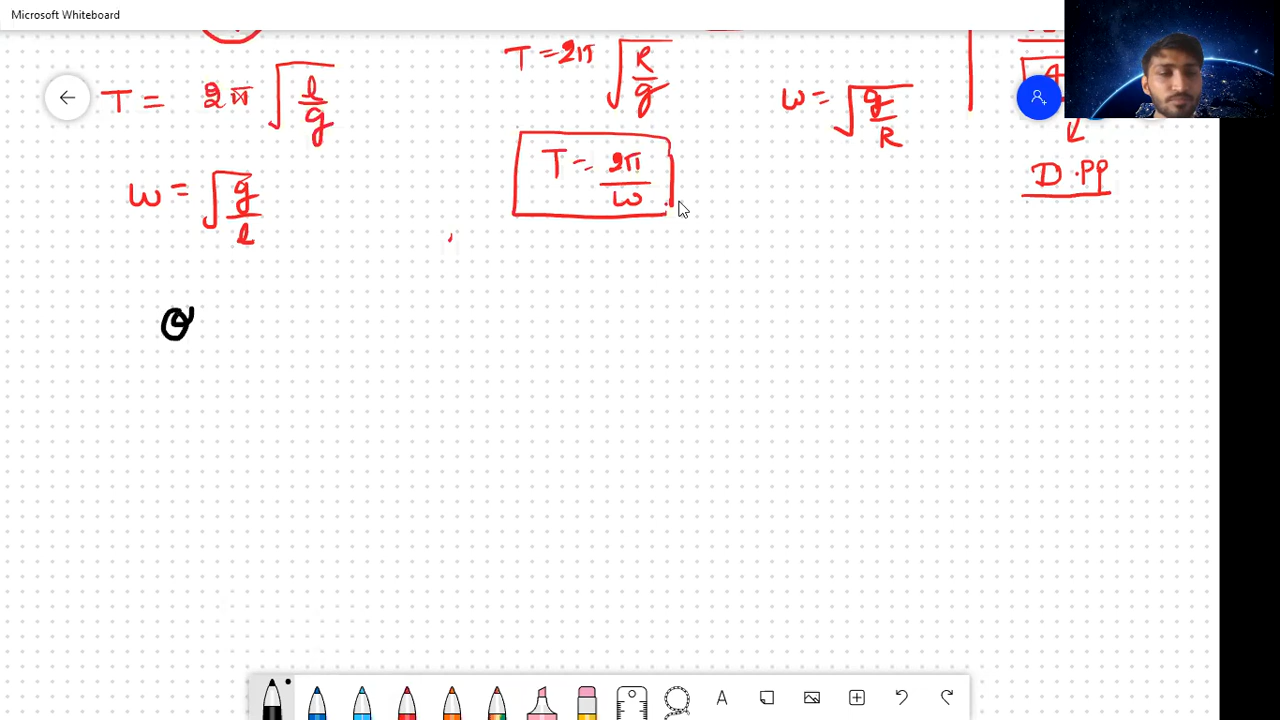 Microsoft Whiteboard
T = 2π √(l/g)
ω = √(g/l)
T = 2π √(R/g)
T = 2π/ω
ω = √(g/R)
D.PP
A